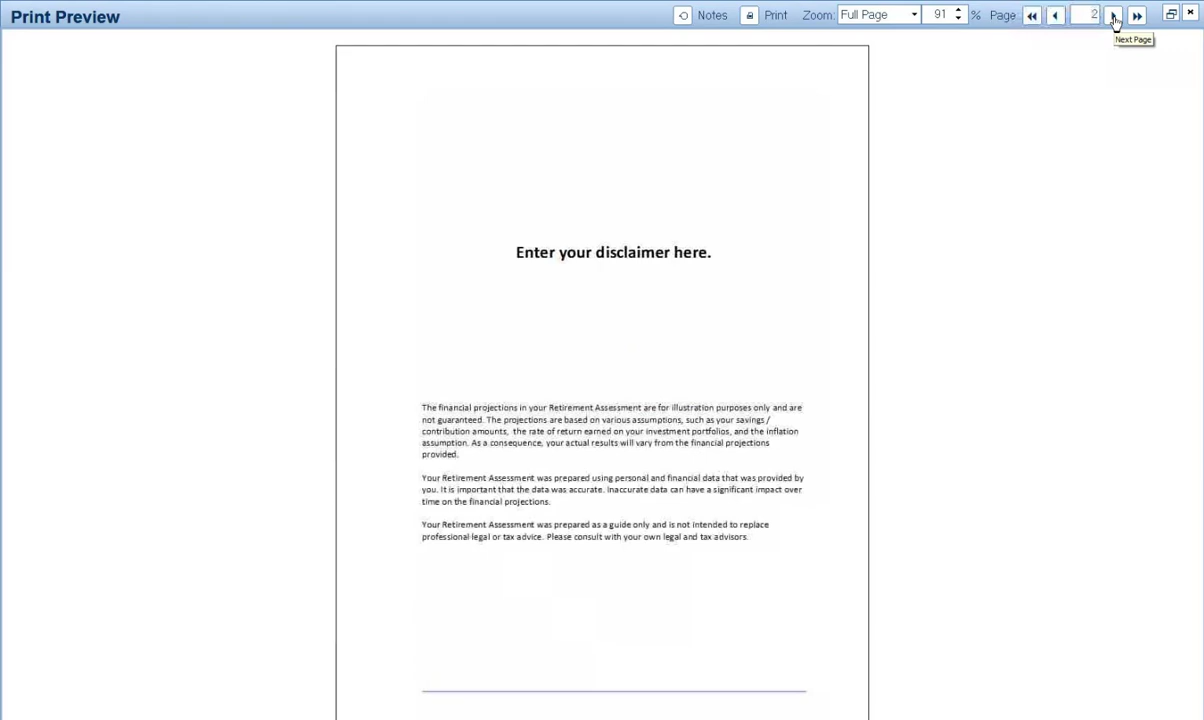 Print Preview
Notes Print Zoom: Full Page 91 % Page: 2
Next Page
Enter your disclaimer here.
The financial projections in your Retirement Assessment are for illustration purposes only and are
not guaranteed. The projections are based on various assumptions, such as your savings /
contribution amounts, the rate of return earned on your investment portfolios, and the inflation
assumption. As a consequence, your actual results will vary from the financial projections
provided.
Your Retirement Assessment was prepared using personal and financial data that was provided by
you. It is important that the data was accurate. Inaccurate data can have a significant impact over
time on the financial projections.
Your Retirement Assessment was prepared as a guide only and is not intended to replace
professional legal or tax advice. Please consult with your own legal and tax advisors.